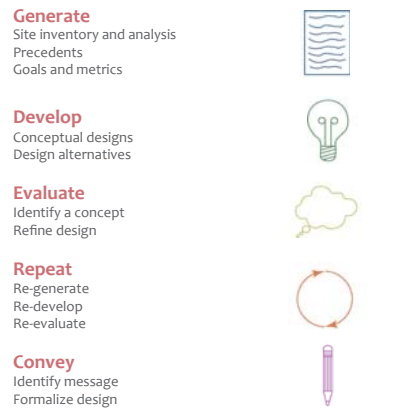 Generate
Site inventory and analysis
Precedents
Goals and metrics
Develop
Conceptual designs
Design alternatives
Evaluate
Identify a concept
Refine design
Repeat
Re-generate
Re-develop
Re-evaluate
Convey
Identify message
Formalize design